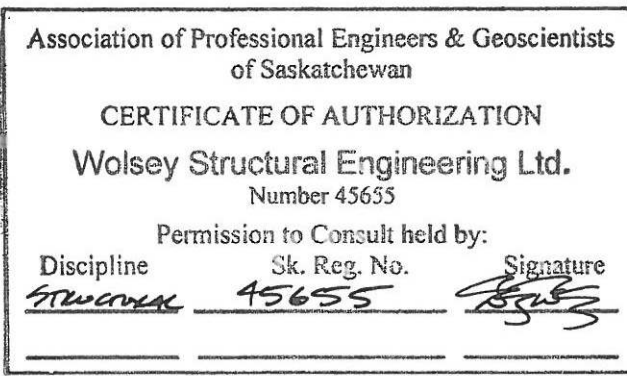 Association of Professional Engineers & Geoscientists
of Saskatchewan
CERTIFICATE OF AUTHORIZATION
Wolsey Structural Engineering Ltd.
Number 45655
Permission to Consult held by:
Discipline Sk. Reg. No. Signature
STRUCTURAL 45655